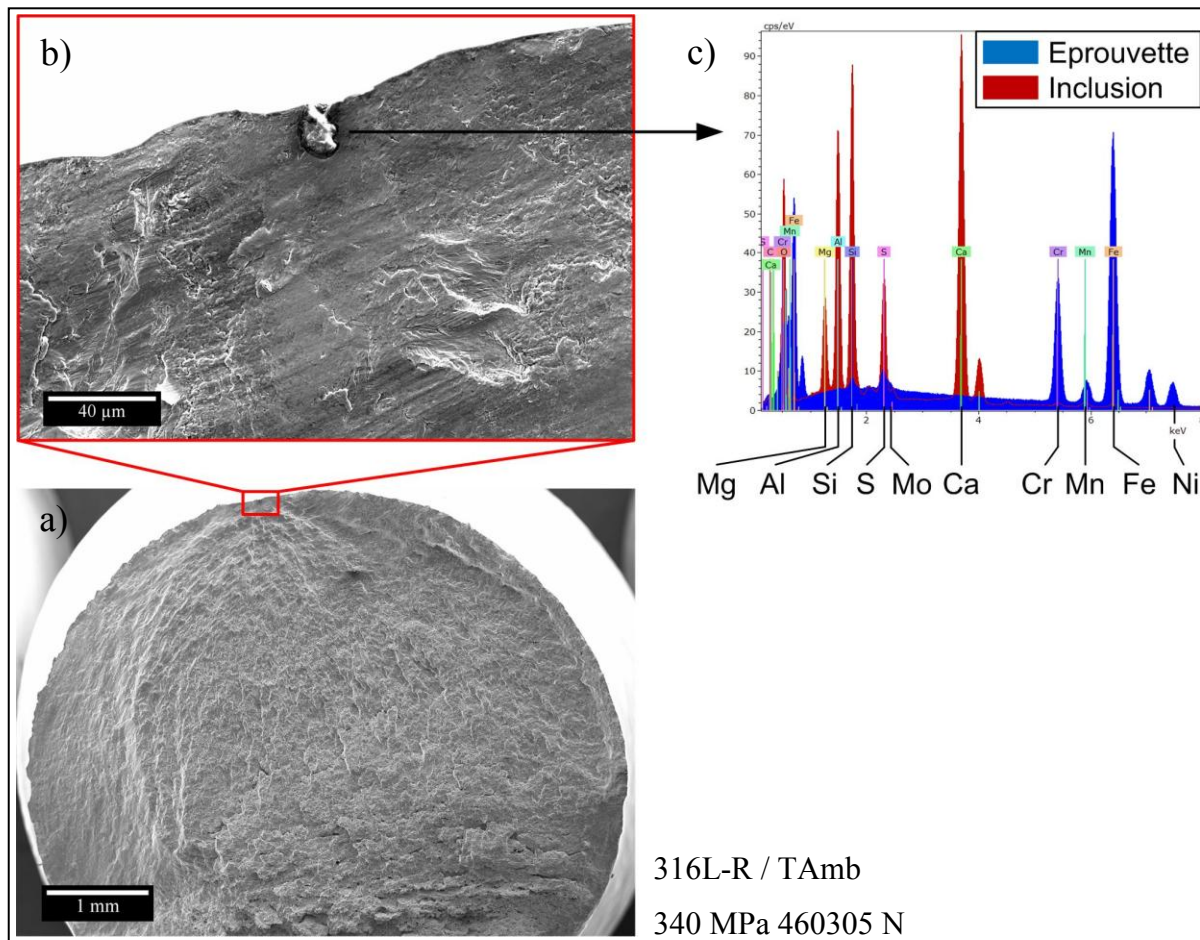 b)
40 µm
a)
1 mm
c)
cps/eV
Eprouvette
Inclusion
90
80
70
60
50
40
30
20
10
0
S
C
Ca
Cr
O
Mn
Fe
Mg
Al
Si
S
Ca
Cr
Mn
Fe
2
4
6
keV
Mg Al Si S Mo Ca Cr Mn Fe Ni
316L-R / TAmb
340 MPa 460305 N